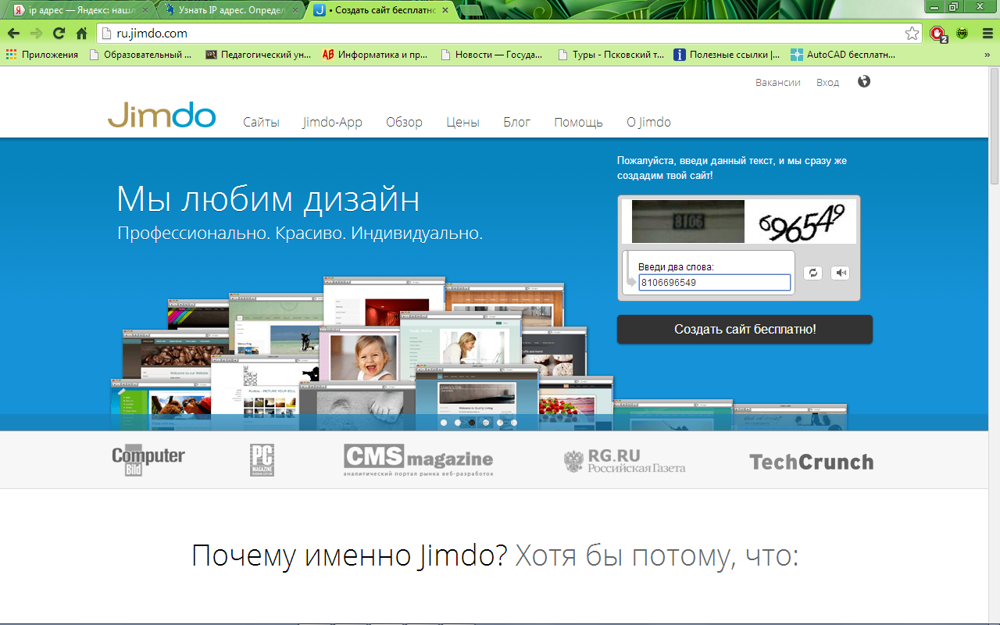 ip адрес — Яндекс: нашл
Узнать IP адрес. Определ
• Создать сайт бесплатно
ru.jimdo.com
2
Приложения
Образовательный ...
Педагогический ун...
Информатика и пр...
Новости — Госуда...
Туры - Псковский т...
Полезные ссылки |...
AutoCAD бесплатн...
»
Вакансии Вход
Jimdo
Сайты Jimdo-App Обзор Цены Блог Помощь О Jimdo
Пожалуйста, введи данный текст, и мы сразу же
создадим твой сайт!
Мы любим дизайн
Профессионально. Красиво. Индивидуально.
8106 696549
Введи два слова:
8106696549
Создать сайт бесплатно!
Computer
Bild
PC
MAGAZINE
CMS magazine
аналитический портал рынка веб-разработок
RG.RU
Российская Газета
TechCrunch
Почему именно Jimdo? Хотя бы потому, что: